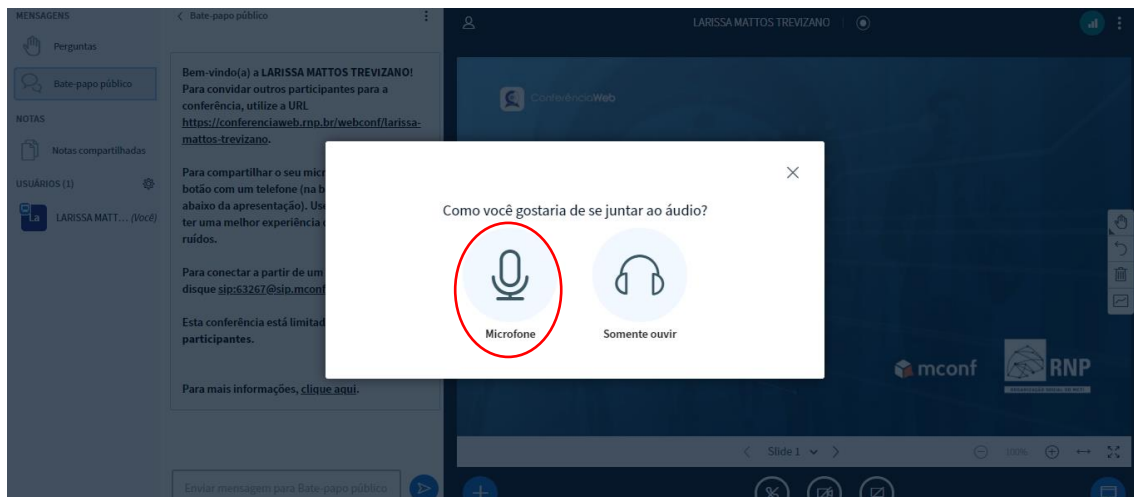 MENSAGENS
Perguntas
Bate-papo público
NOTAS
Notas compartilhadas
USUÁRIOS (1)
La
LARISSA MATT... (Você)
Bate-papo público
Bem-vindo(a) a LARISSA MATTOS TREVIZANO!
Para convidar outros participantes para a
conferência, utilize a URL
https://conferenciaweb.rnp.br/webconf/larissa-
mattos-trevizano.
Para compartilhar o seu micr
botão com um telefone (na b
abaixo da apresentação). Us
ter uma melhor experiência
ruídos.
Para conectar a partir de um
disque sip:63267@sip.mconf
Esta conferência está limitad
participantes.
Para mais informações, clique aqui.
Enviar mensagem para Bate-papo público
LARISSA MATTOS TREVIZANO
ConferênciaWeb
Como você gostaria de se juntar ao áudio?
Microfone
Somente ouvir
mconf
RNP
Slide 1
100%